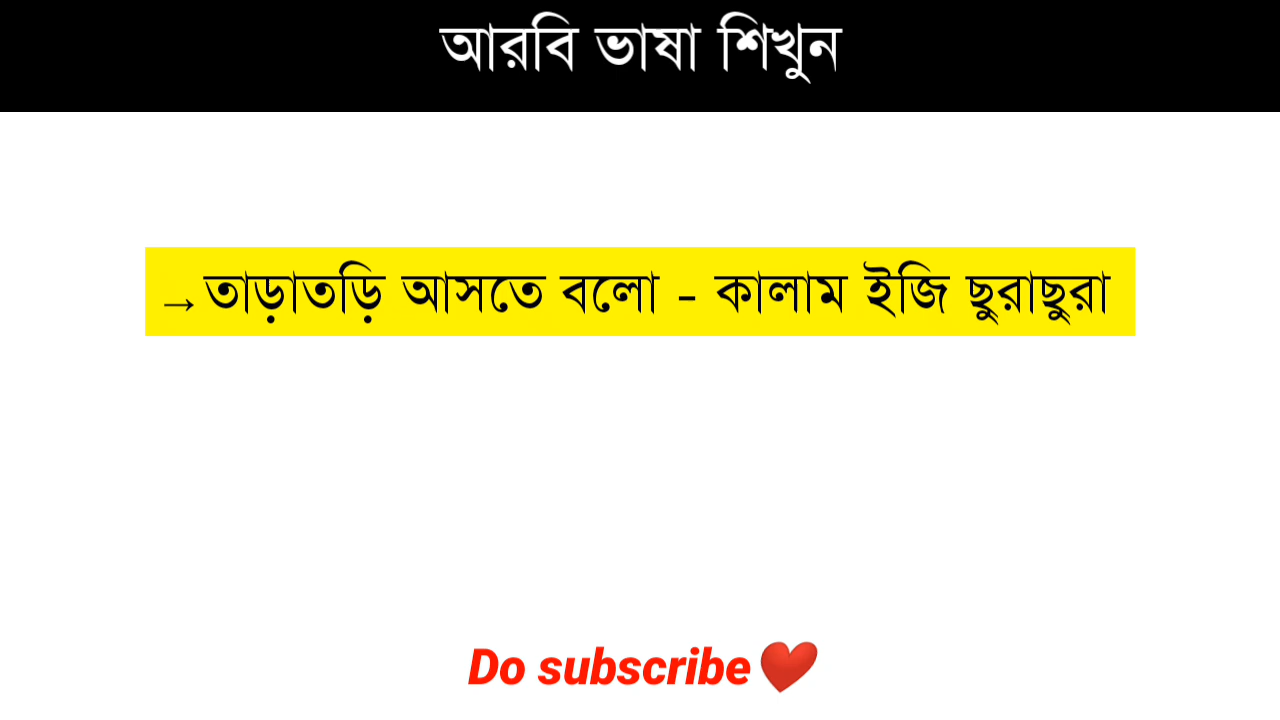 আরবি ভাষা শিখুন
→তাড়াতড়ি আসতে বলো - কালাম ইজি ছুরাছুরা
Do subscribe❤️